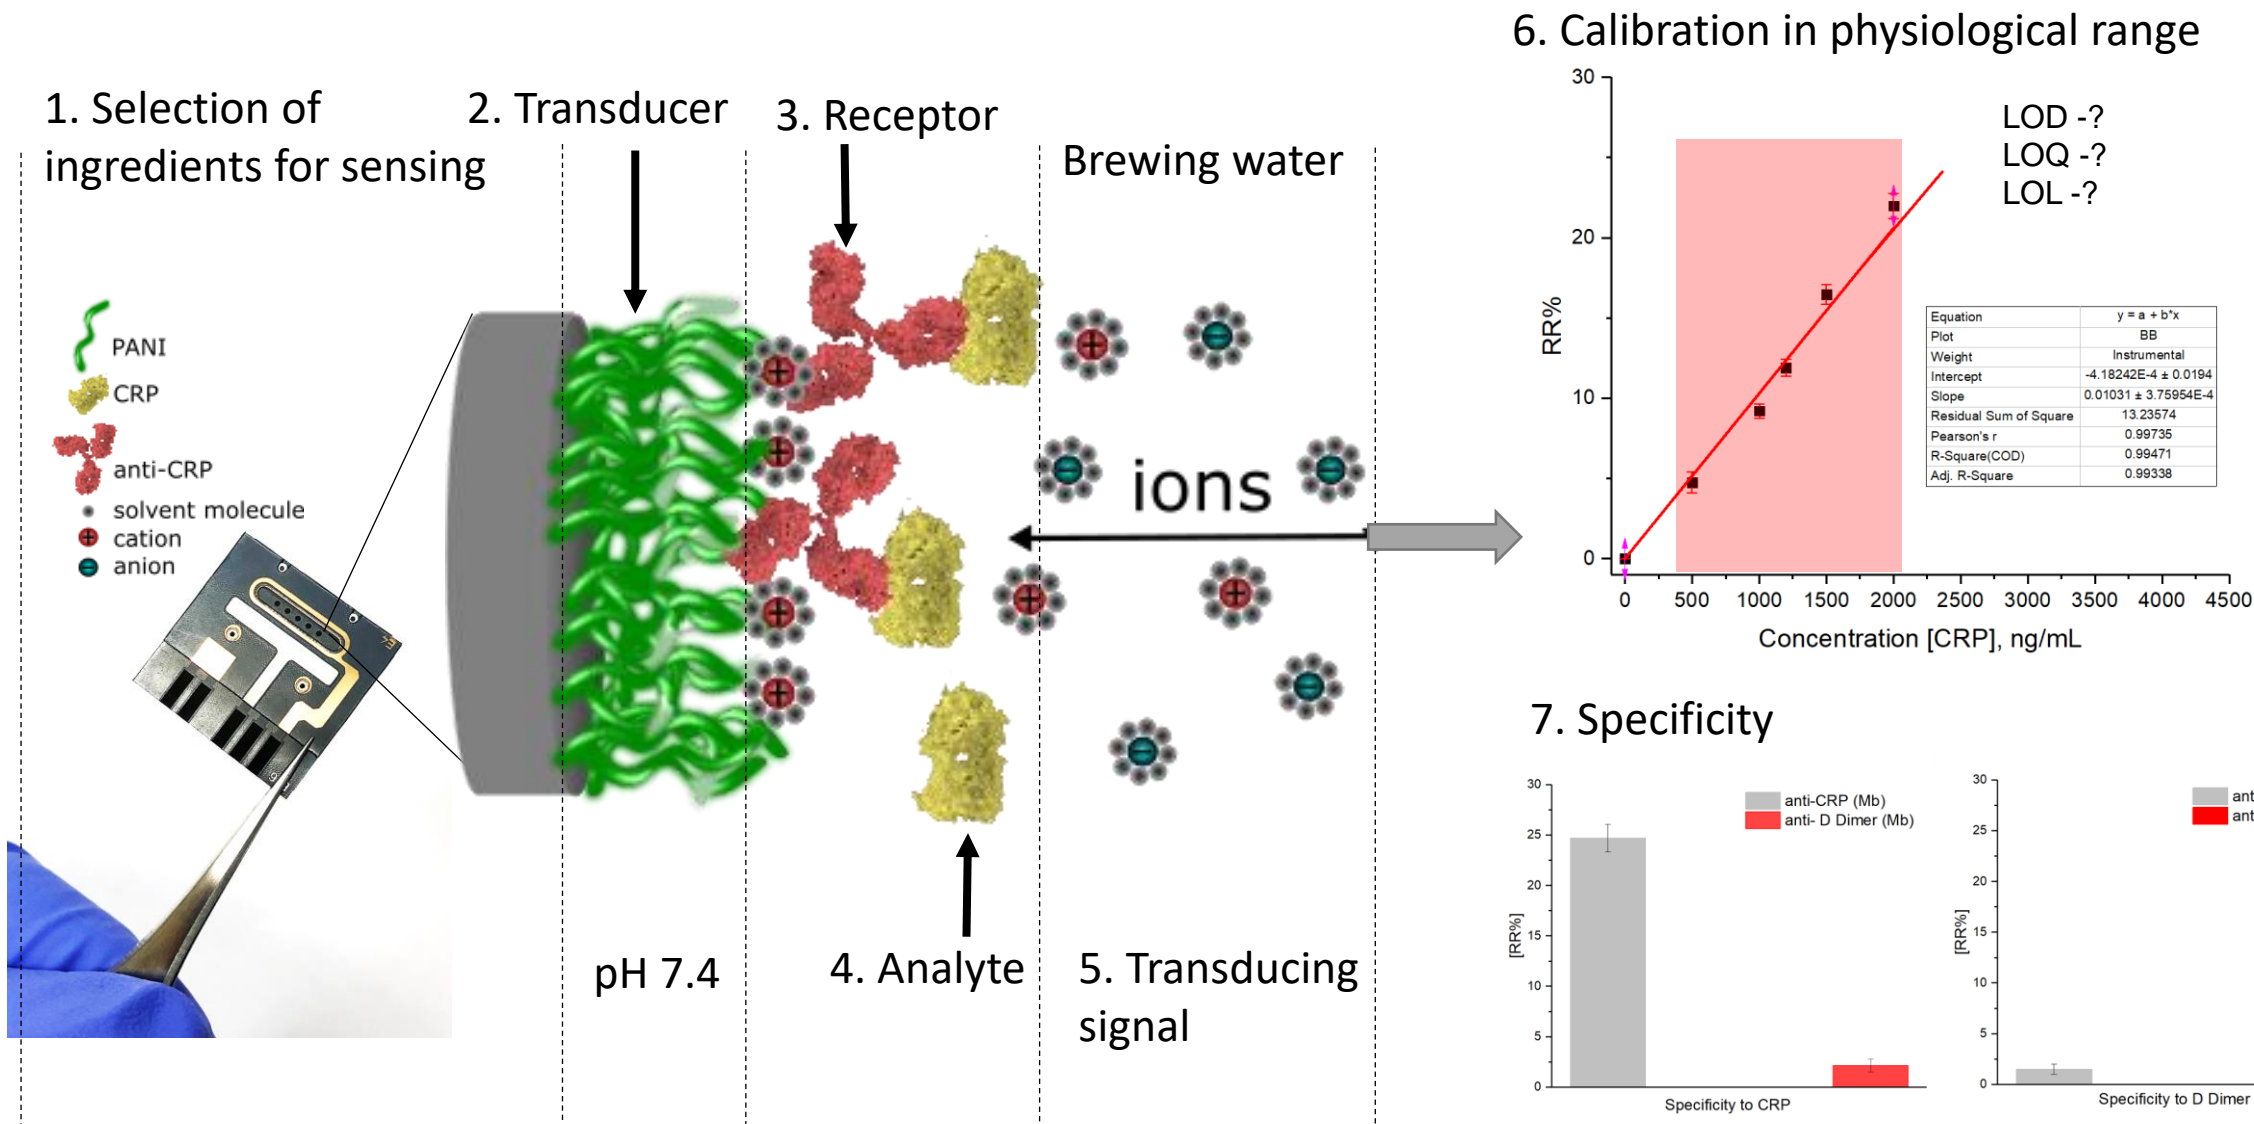 1. Selection of
ingredients for sensing
2. Transducer
3. Receptor
Brewing water
PANI
CRP
anti-CRP
solvent molecule
cation
anion
ions
pH 7.4
4. Analyte
5. Transducing
signal
6. Calibration in physiological range
30
20
10
0
RR%
LOD -?
LOQ -?
LOL -?
Equation y = a + b*x
Plot BB
Weight Instrumental
Intercept -4.18242E-4 ± 0.0194
Slope 0.01031 ± 3.75954E-4
Residual Sum of Square 13.23574
Pearson's r 0.99735
R-Square(COD) 0.99471
Adj. R-Square 0.99338
0 500 1000 1500 2000 2500 3000 3500 4000 4500
Concentration [CRP], ng/mL
7. Specificity
30
25
20
15
10
5
0
[RR%]
anti-CRP (Mb)
anti- D Dimer (Mb)
Specificity to CRP
30
25
20
15
10
5
0
[RR%]
ant
ant
Specificity to D Dimer